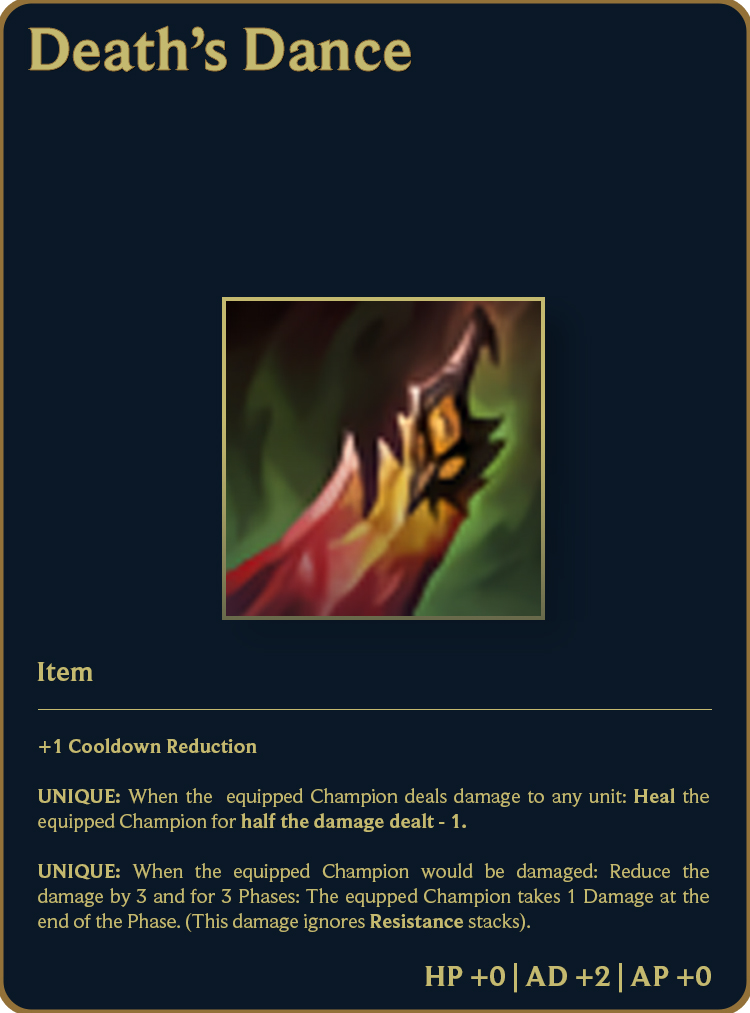 Death's Dance
Item
+1 Cooldown Reduction
UNIQUE: When the  equipped Champion deals damage to any unit: Heal the
equipped Champion for half the damage dealt - 1.
UNIQUE: When the equipped Champion would be damaged: Reduce the
damage by 3 and for 3 Phases: The equpped Champion takes 1 Damage at the
end of the Phase. (This damage ignores Resistance stacks).
HP +0 | AD +2 | AP +0